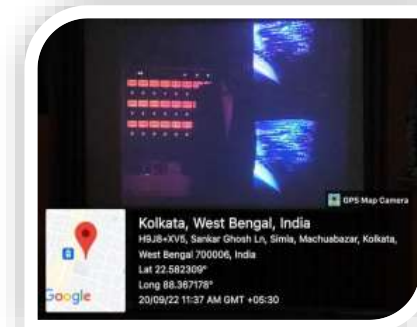 GPS Map Camera
Kolkata, West Bengal, India
H9J8+XV5, Sankar Ghosh Ln, Simla, Machuabazar, Kolkata,
West Bengal 700006, India
Lat 22.582309°
Long 88.367178°
20/09/22 11:37 AM GMT +05:30
Google